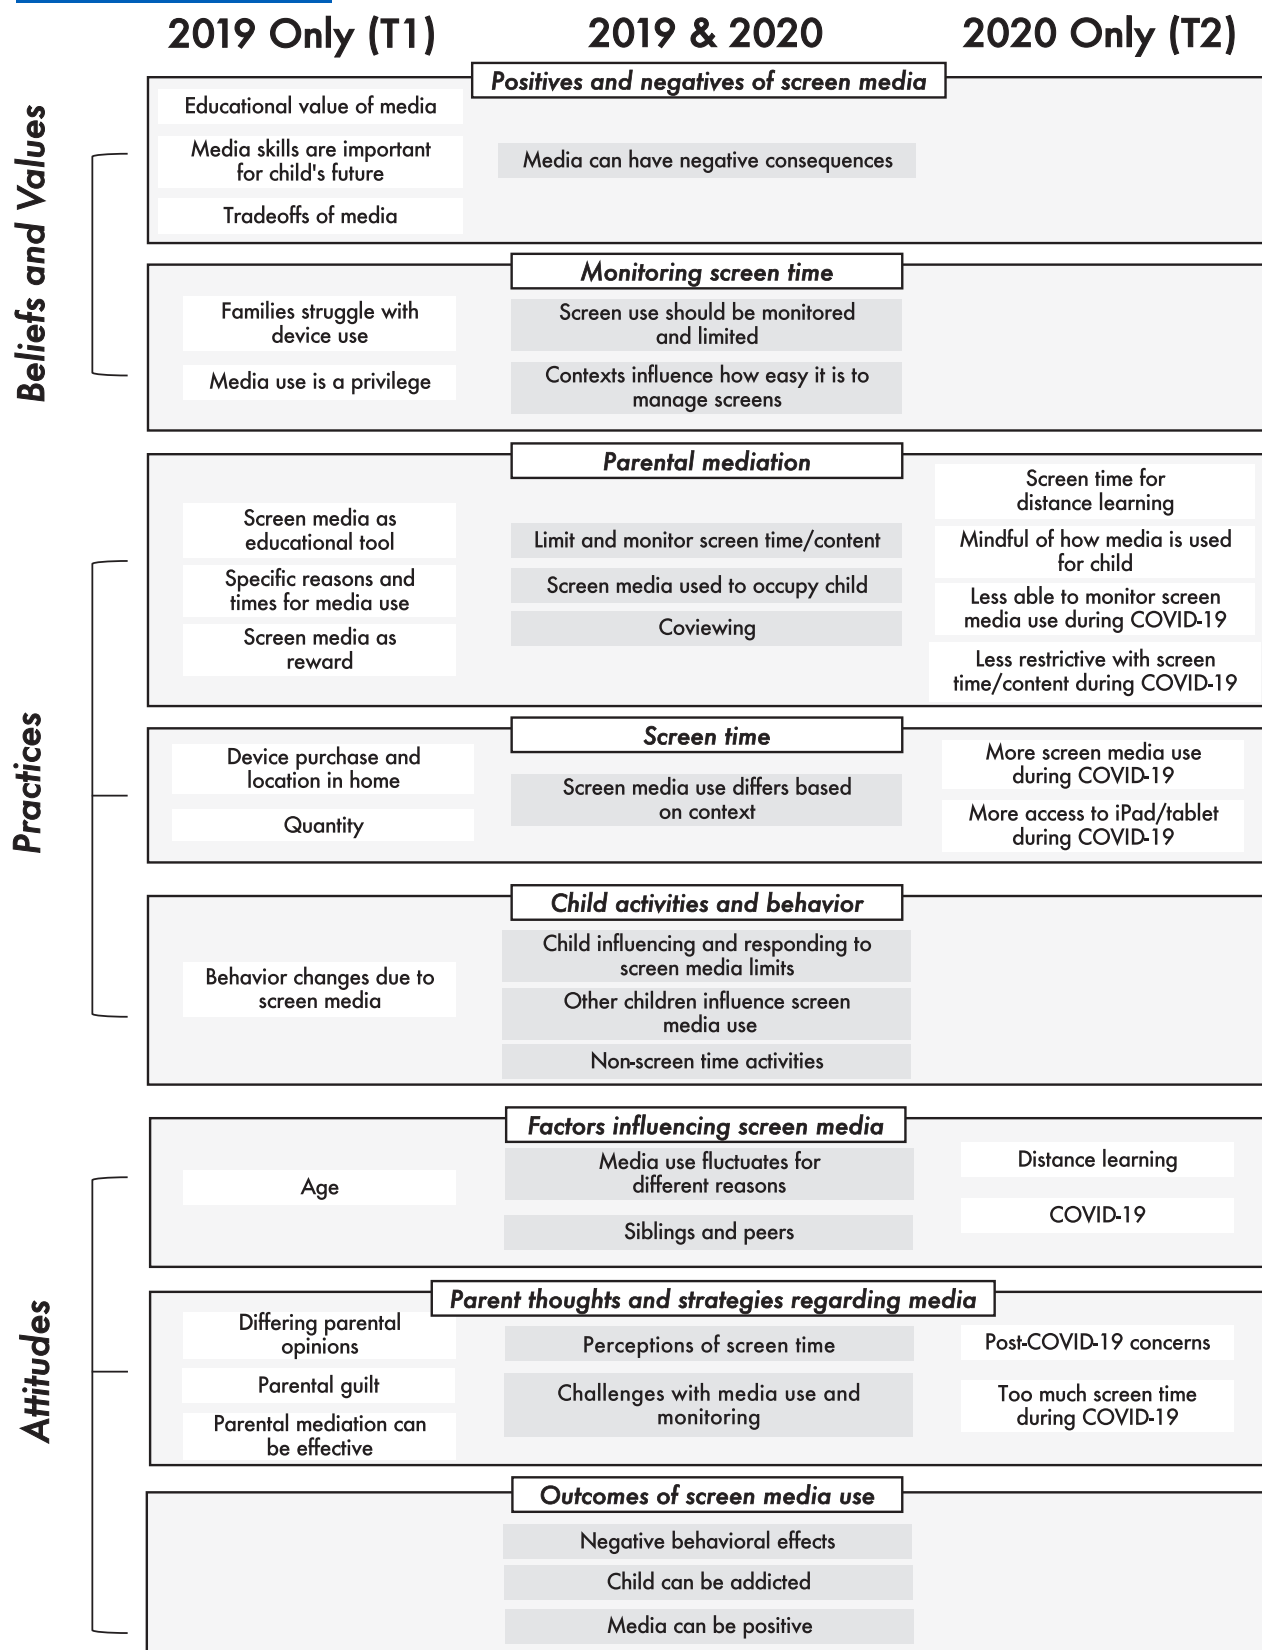 2019 Only (T1)
2019 & 2020
2020 Only (T2)
Beliefs and Values
Positives and negatives of screen media
Educational value of media
Media skills are important
for child's future
Tradeoffs of media
Media can have negative consequences
Monitoring screen time
Families struggle with
device use
Media use is a privilege
Screen use should be monitored
and limited
Contexts influence how easy it is to
manage screens
Practices
Parental mediation
Screen media as
educational tool
Specific reasons and
times for media use
Screen media as
reward
Limit and monitor screen time/content
Screen media used to occupy child
Coviewing
Screen time for
distance learning
Mindful of how media is used
for child
Less able to monitor screen
media use during COVID-19
Less restrictive with screen
time/content during COVID-19
Screen time
Device purchase and
location in home
Quantity
Screen media use differs based
on context
More screen media use
during COVID-19
More access to iPad/tablet
during COVID-19
Child activities and behavior
Behavior changes due to
screen media
Child influencing and responding to
screen media limits
Other children influence screen
media use
Non-screen time activities
Attitudes
Factors influencing screen media
Age
Media use fluctuates for
different reasons
Siblings and peers
Distance learning
COVID-19
Parent thoughts and strategies regarding media
Differing parental
opinions
Parental guilt
Parental mediation can
be effective
Perceptions of screen time
Challenges with media use and
monitoring
Post-COVID-19 concerns
Too much screen time
during COVID-19
Outcomes of screen media use
Negative behavioral effects
Child can be addicted
Media can be positive